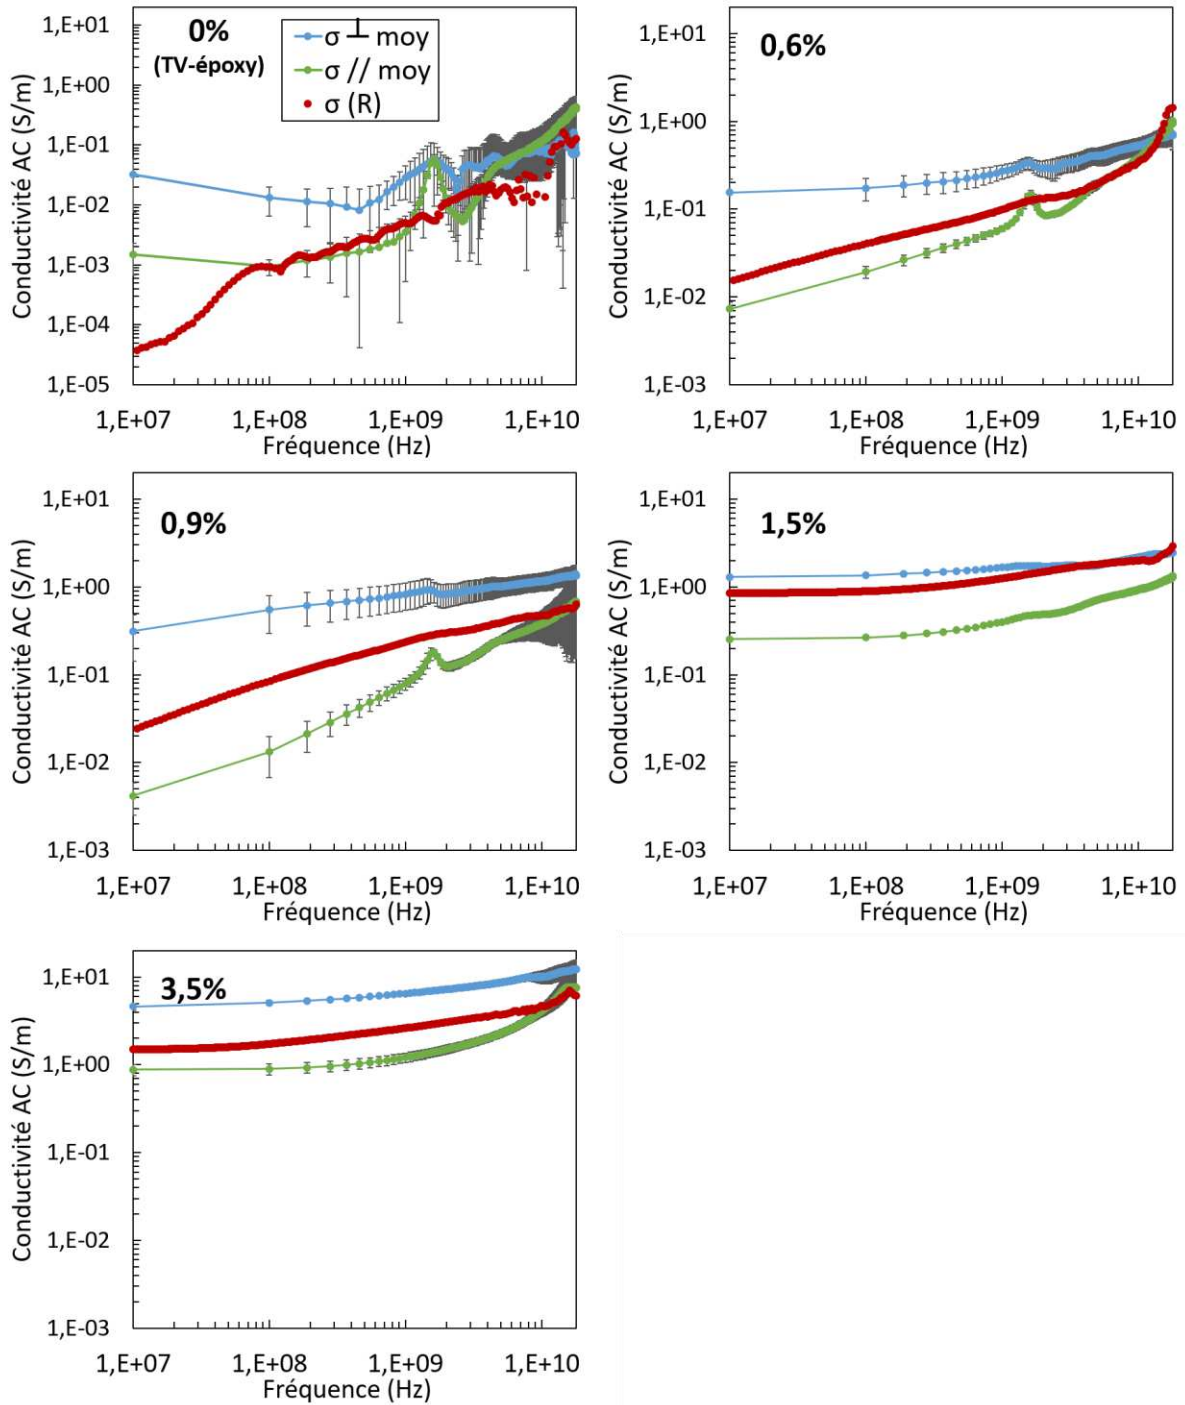 0%
(TV-époxy)
σ ⊥ moy
σ // moy
σ (R)
Conductivité AC (S/m)
1,E+01
1,E+00
1,E-01
1,E-02
1,E-03
1,E-04
1,E-05
1,E+07 1,E+08 1,E+09 1,E+10
Fréquence (Hz)
0,6%
Conductivité AC (S/m)
1,E+01
1,E+00
1,E-01
1,E-02
1,E-03
1,E+07 1,E+08 1,E+09 1,E+10
Fréquence (Hz)
0,9%
Conductivité AC (S/m)
1,E+01
1,E+00
1,E-01
1,E-02
1,E-03
1,E+07 1,E+08 1,E+09 1,E+10
Fréquence (Hz)
1,5%
Conductivité AC (S/m)
1,E+01
1,E+00
1,E-01
1,E-02
1,E-03
1,E+07 1,E+08 1,E+09 1,E+10
Fréquence (Hz)
3,5%
Conductivité AC (S/m)
1,E+01
1,E+00
1,E-01
1,E-02
1,E-03
1,E+07 1,E+08 1,E+09 1,E+10
Fréquence (Hz)